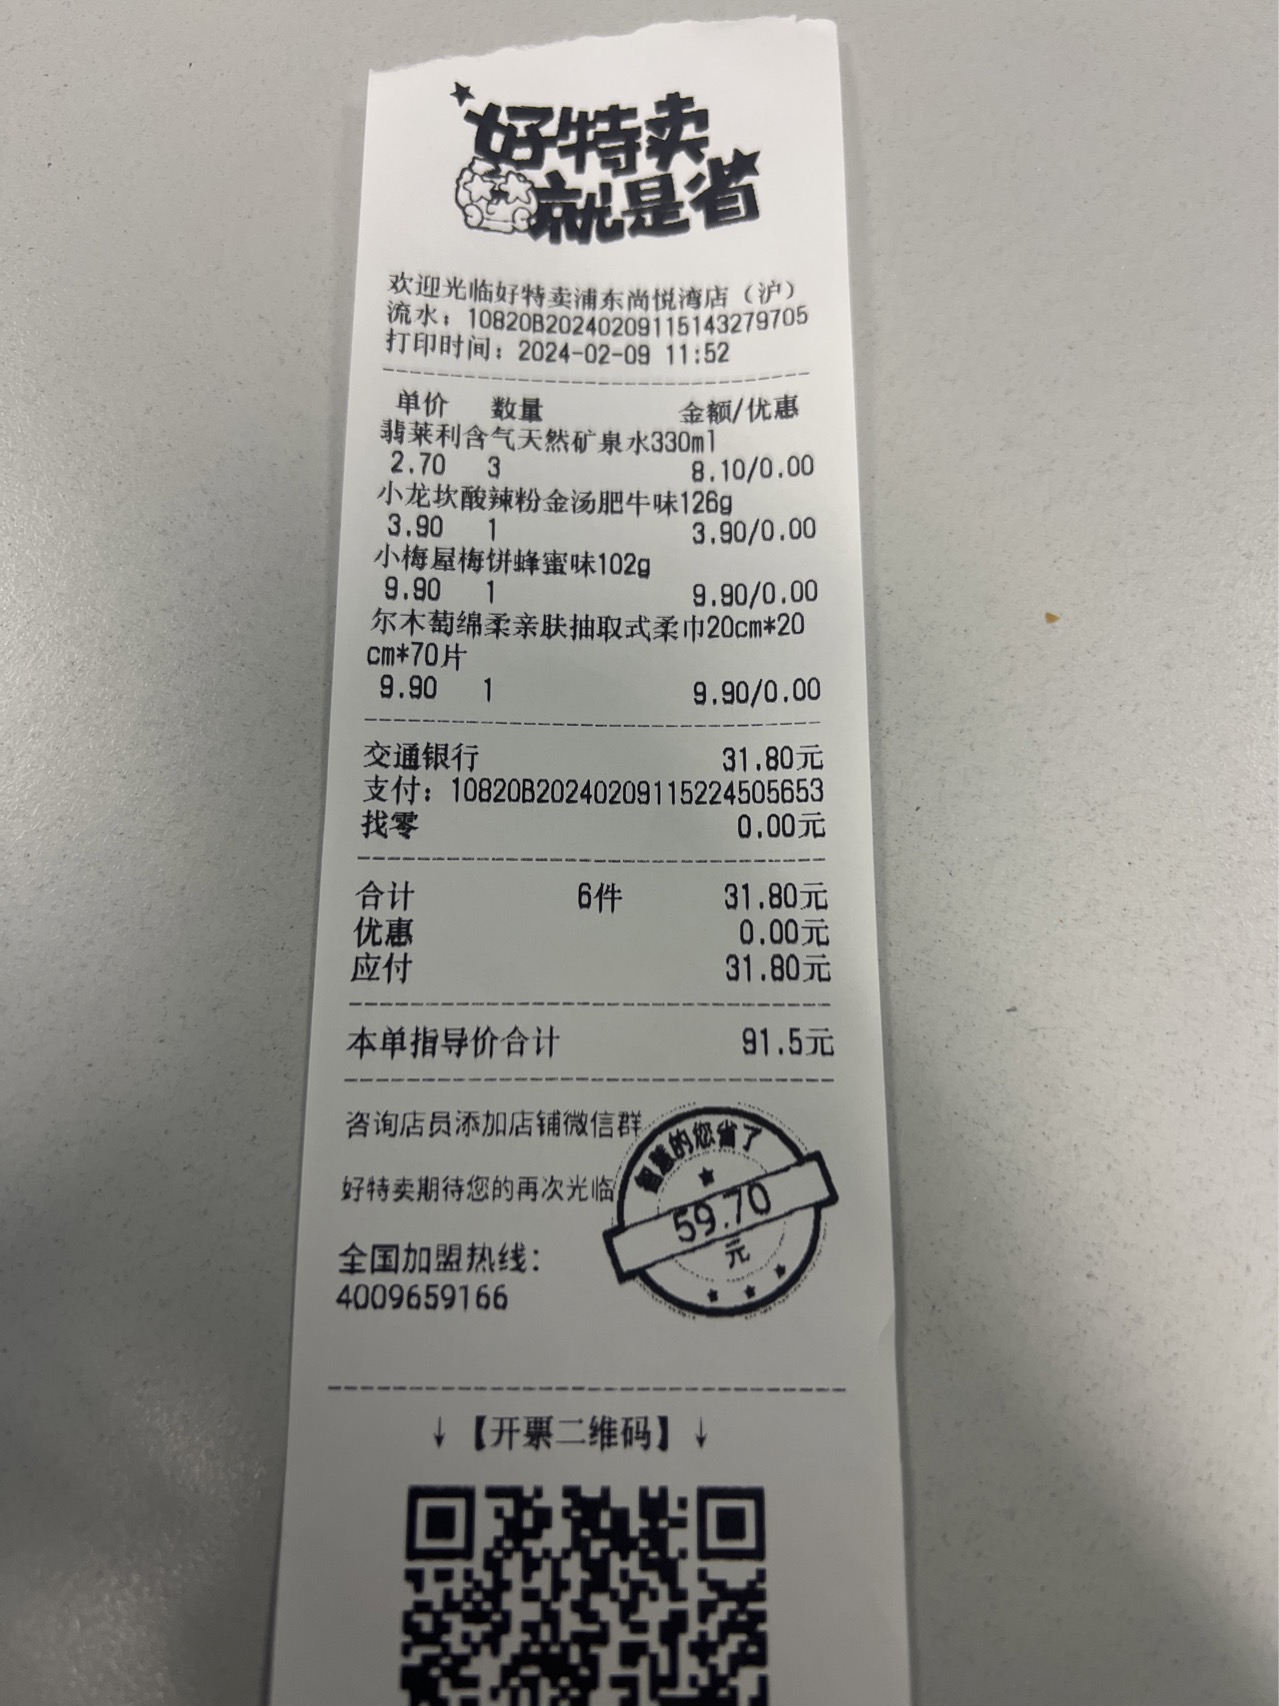 好特卖
就是省
欢迎光临好特卖浦东尚悦湾店（沪）
流水：10820B20240209115143279705
打印时间：2024-02-09 11:52
单价 数量 金额/优惠
翡莱利含气天然矿泉水330ml
2.70 3 8.10/0.00
小龙坎酸辣粉金汤肥牛味126g
3.90 1 3.90/0.00
小梅屋梅饼蜂蜜味102g
9.90 1 9.90/0.00
尔木萄绵柔亲肤抽取式柔巾20cm*20
cm*70片
9.90 1 9.90/0.00
交通银行 31.80元
支付：10820B20240209115224505653
找零 0.00元
合计 6件 31.80元
优惠 0.00元
应付 31.80元
本单指导价合计 91.5元
咨询店员添加店铺微信群
好特卖期待您的再次光临
全国加盟热线：
4009659166
智慧的您省了
59.70
元
↓【开票二维码】↓